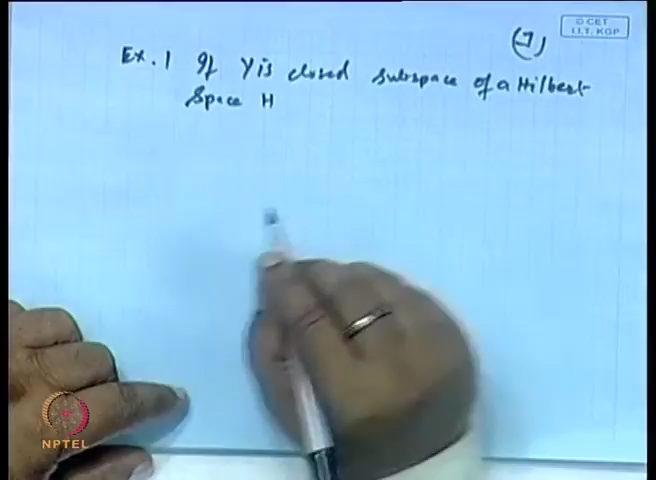 (7)
© CET
I.I.T. KGP
Ex. 1 If Y is closed subspace of a Hilbert
Space H
NPTEL